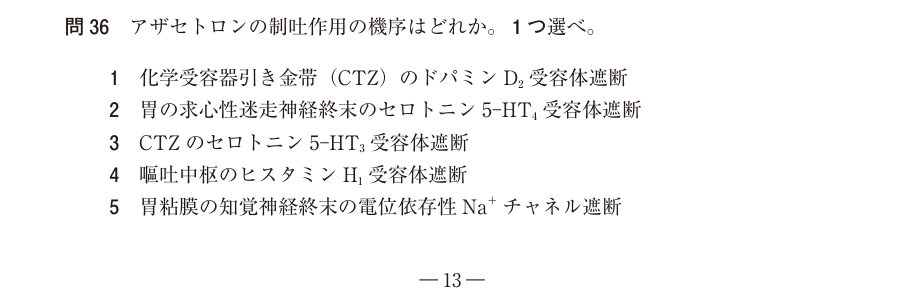 問 36 アザセトロンの制吐作用の機序はどれか。1つ選べ。
1 化学受容器引き金帯（CTZ）のドパミン D₂ 受容体遮断
2 胃の求心性迷走神経終末のセロトニン 5-HT₄ 受容体遮断
3 CTZ のセロトニン 5-HT₃ 受容体遮断
4 嘔吐中枢のヒスタミン H₁ 受容体遮断
5 胃粘膜の知覚神経終末の電位依存性 Na⁺ チャネル遮断
— 13 —